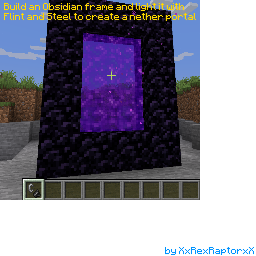 Build an Obsidian frame and light it with
Flint and Steel to create a nether portal
by XxRexRaptorxX